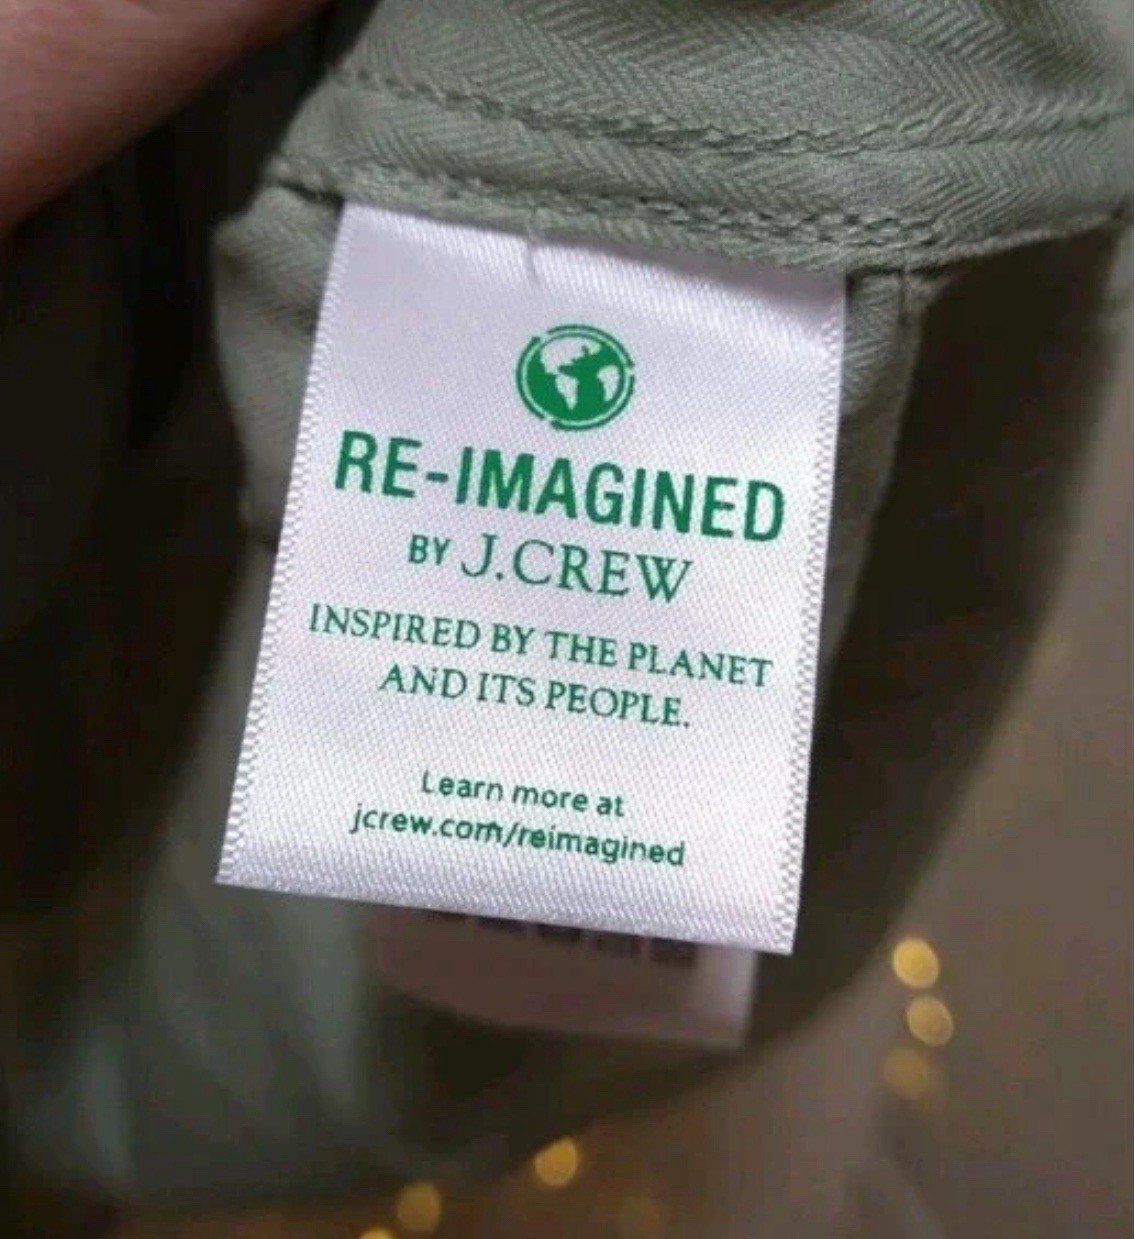 RE-IMAGINED
BY J.CREW
INSPIRED BY THE PLANET
AND ITS PEOPLE.
Learn more at
jcrew.com/reimagined